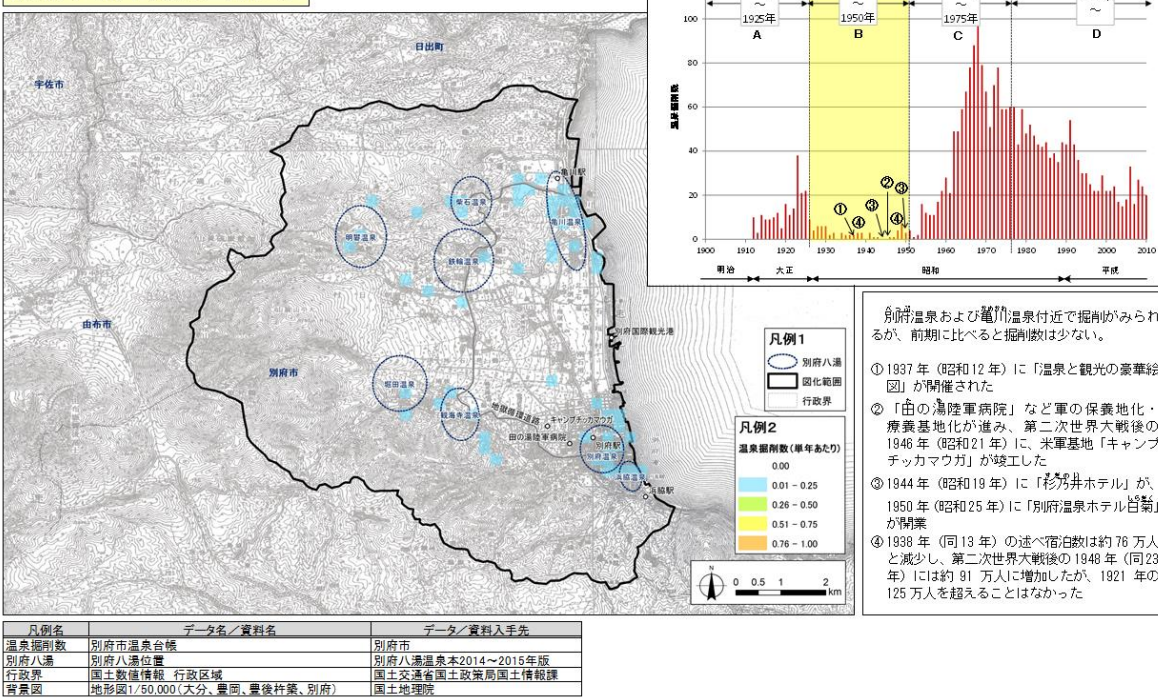 ～
1925年
A
～
1950年
B
～
1975年
C
～
D
温泉掘削数
100
80
60
40
20
0
①
④
③
②
④
③
1900
1910
1920
1930
1940
1950
1960
1970
1980
1990
2000
2010
明治
大正
昭和
平成
日出町
宇佐市
由布市
別府市
亀川駅
柴石温泉
亀川温泉
明礬温泉
鉄輪温泉
別府国際観光港
堀田温泉
観海寺温泉
地獄循環道路
キャンプチッカマウガ
田の湯陸軍病院
別府駅
別府温泉
浜脇温泉
浜脇駅
凡例1
別府八湯
図化範囲
行政界
凡例2
温泉掘削数(単年あたり)
0.00
0.01 - 0.25
0.26 - 0.50
0.51 - 0.75
0.76 - 1.00
N
0 0.5 1 2
km
別府温泉および亀川温泉付近で掘削がみられ
るが、前期に比べると掘削数は少ない。
①1937年（昭和12年）に「温泉と観光の豪華絵
図」が開催された
②「田の湯陸軍病院」など軍の保養地化・
療養基地化が進み、第二次世界大戦後の
1946年（昭和21年）に、米軍基地「キャンプ
チッカマウガ」が竣工した
③1944年（昭和19年）に「杉乃井ホテル」が、
1950年（昭和25年）に「別府温泉ホテル白菊」
が開業
④1938年（同13年）の述べ宿泊数は約76万人
と減少し、第二次世界大戦後の1948年（同23
年）には約91万人に増加したが、1921年の
125万人を超えることはなかった
凡例名 データ名／資料名 データ／資料入手先
温泉掘削数 別府市温泉台帳 別府市
別府八湯 別府八湯位置 別府八湯温泉本2014～2015年版
行政界 国土数値情報 行政区域 国土交通省国土政策局国土情報課
背景図 地形図1/50,000(大分、豊岡、豊後杵築、別府) 国土地理院